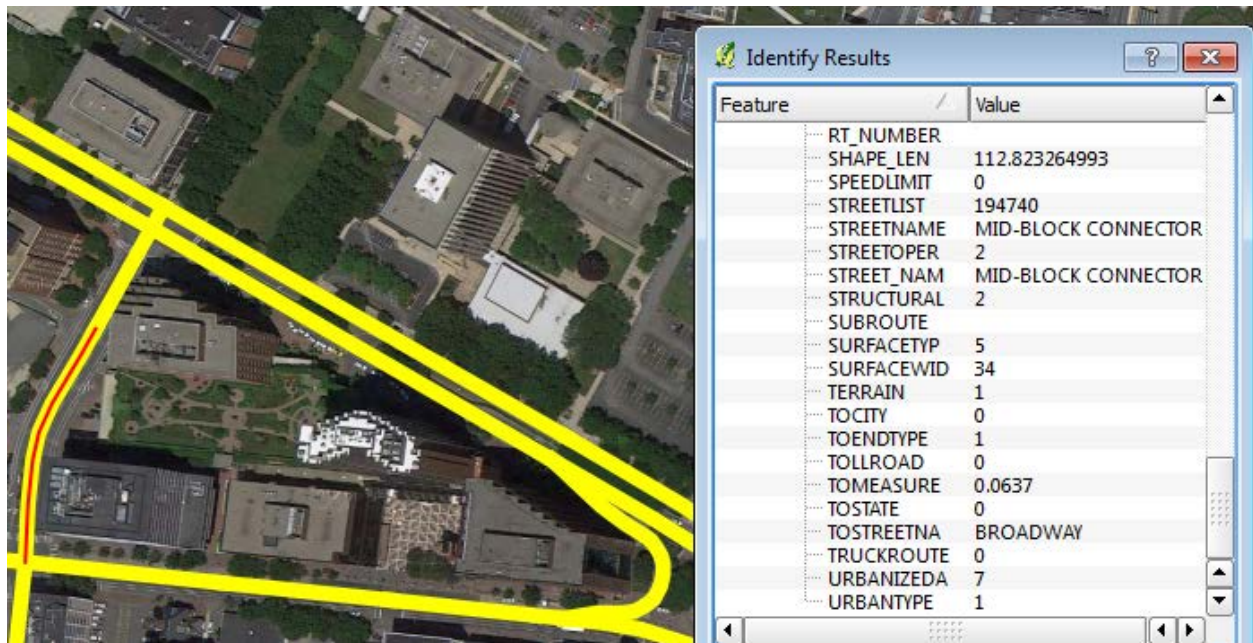 Identify Results
?
Feature Value
RT_NUMBER
SHAPE_LEN 112.823264993
SPEEDLIMIT 0
STREETLIST 194740
STREETNAME MID-BLOCK CONNECTOR
STREETOPER 2
STREET_NAM MID-BLOCK CONNECTOR
STRUCTURAL 2
SUBROUTE
SURFACETYP 5
SURFACEWID 34
TERRAIN 1
TOCITY 0
TOENDTYPE 1
TOLLROAD 0
TOMEASURE 0.0637
TOSTATE 0
TOSTREETNA BROADWAY
TRUCKROUTE 0
URBANIZEDA 7
URBANTYPE 1